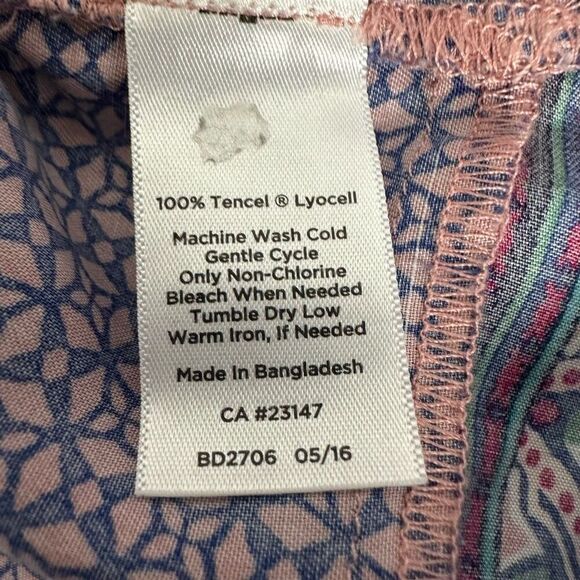 100% Tencel ® Lyocell
Machine Wash Cold
Gentle Cycle
Only Non-Chlorine
Bleach When Needed
Tumble Dry Low
Warm Iron, If Needed
Made In Bangladesh
CA #23147
BD2706 05/16